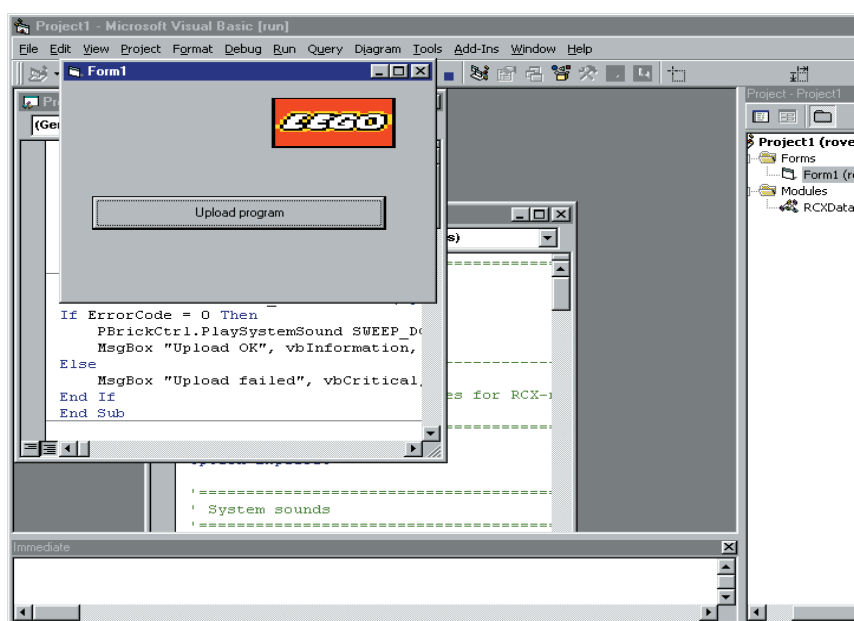 Project1 - Microsoft Visual Basic [run]
File Edit View Project Format Debug Run Query Diagram Tools Add-Ins Window Help
Form1
LEGO
Upload program
(Ge
If ErrorCode = 0 Then
PBrickCtrl.PlaySystemSound SWEEP_D
MsgBox "Upload OK", vbInformation,
Else
MsgBox "Upload failed", vbCritical,
End If
End Sub
s)
es for RCX-
'=====================================
' System sounds
'=====================================
Immediate
Project - Project1
Project1 (rove
Forms
Form1 (r
Modules
RCXData